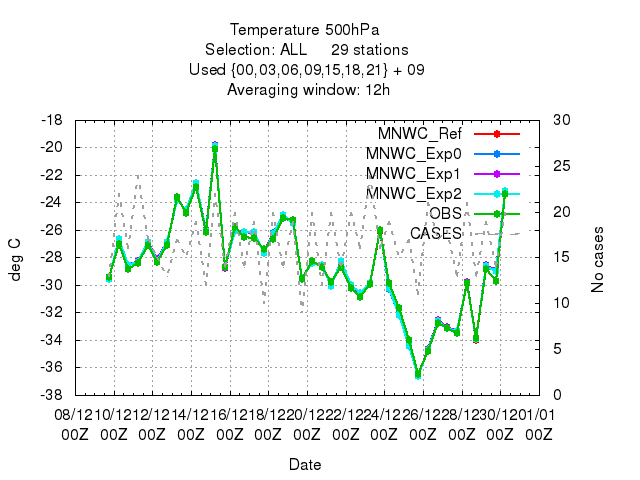 Temperature 500hPa
Selection: ALL     29 stations
Used {00,03,06,09,15,18,21} + 09
Averaging window: 12h
-18
-20
-22
-24
-26
-28
-30
-32
-34
-36
-38
deg C
MNWC_Ref
MNWC_Exp0
MNWC_Exp1
MNWC_Exp2
OBS
CASES
30
25
20
15
10
5
0
No cases
08/12 10/12 12/12 14/12 16/12 18/12 20/12 22/12 24/12 26/12 28/12 30/12 01/01
00Z 00Z 00Z 00Z 00Z 00Z 00Z 00Z 00Z 00Z 00Z 00Z 00Z
Date